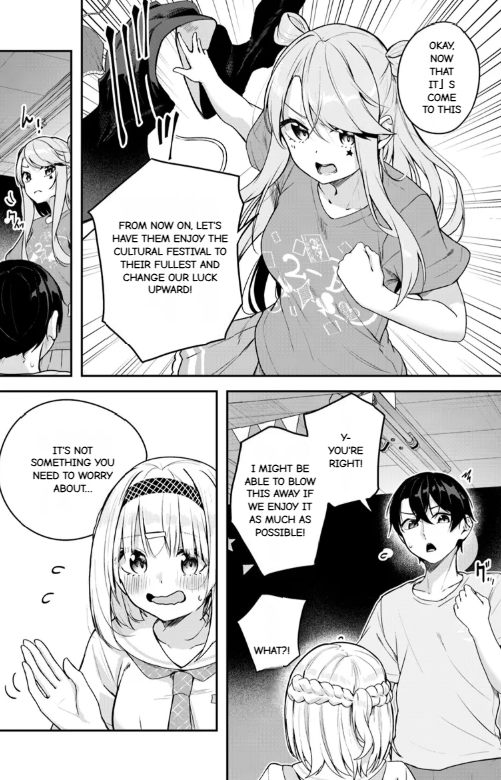 OKAY,
NOW
THAT
IT」S
COME
TO THIS
FROM NOW ON, LET'S
HAVE THEM ENJOY THE
CULTURAL FESTIVAL TO
THEIR FULLEST AND
CHANGE OUR LUCK
UPWARD!
ん!
Y-
YOU'RE
RIGHT!
I MIGHT BE
ABLE TO BLOW
THIS AWAY IF
WE ENJOY IT
AS MUCH AS
POSSIBLE!
WHAT?!
IT'S NOT
SOMETHING YOU
NEED TO WORRY
ABOUT...